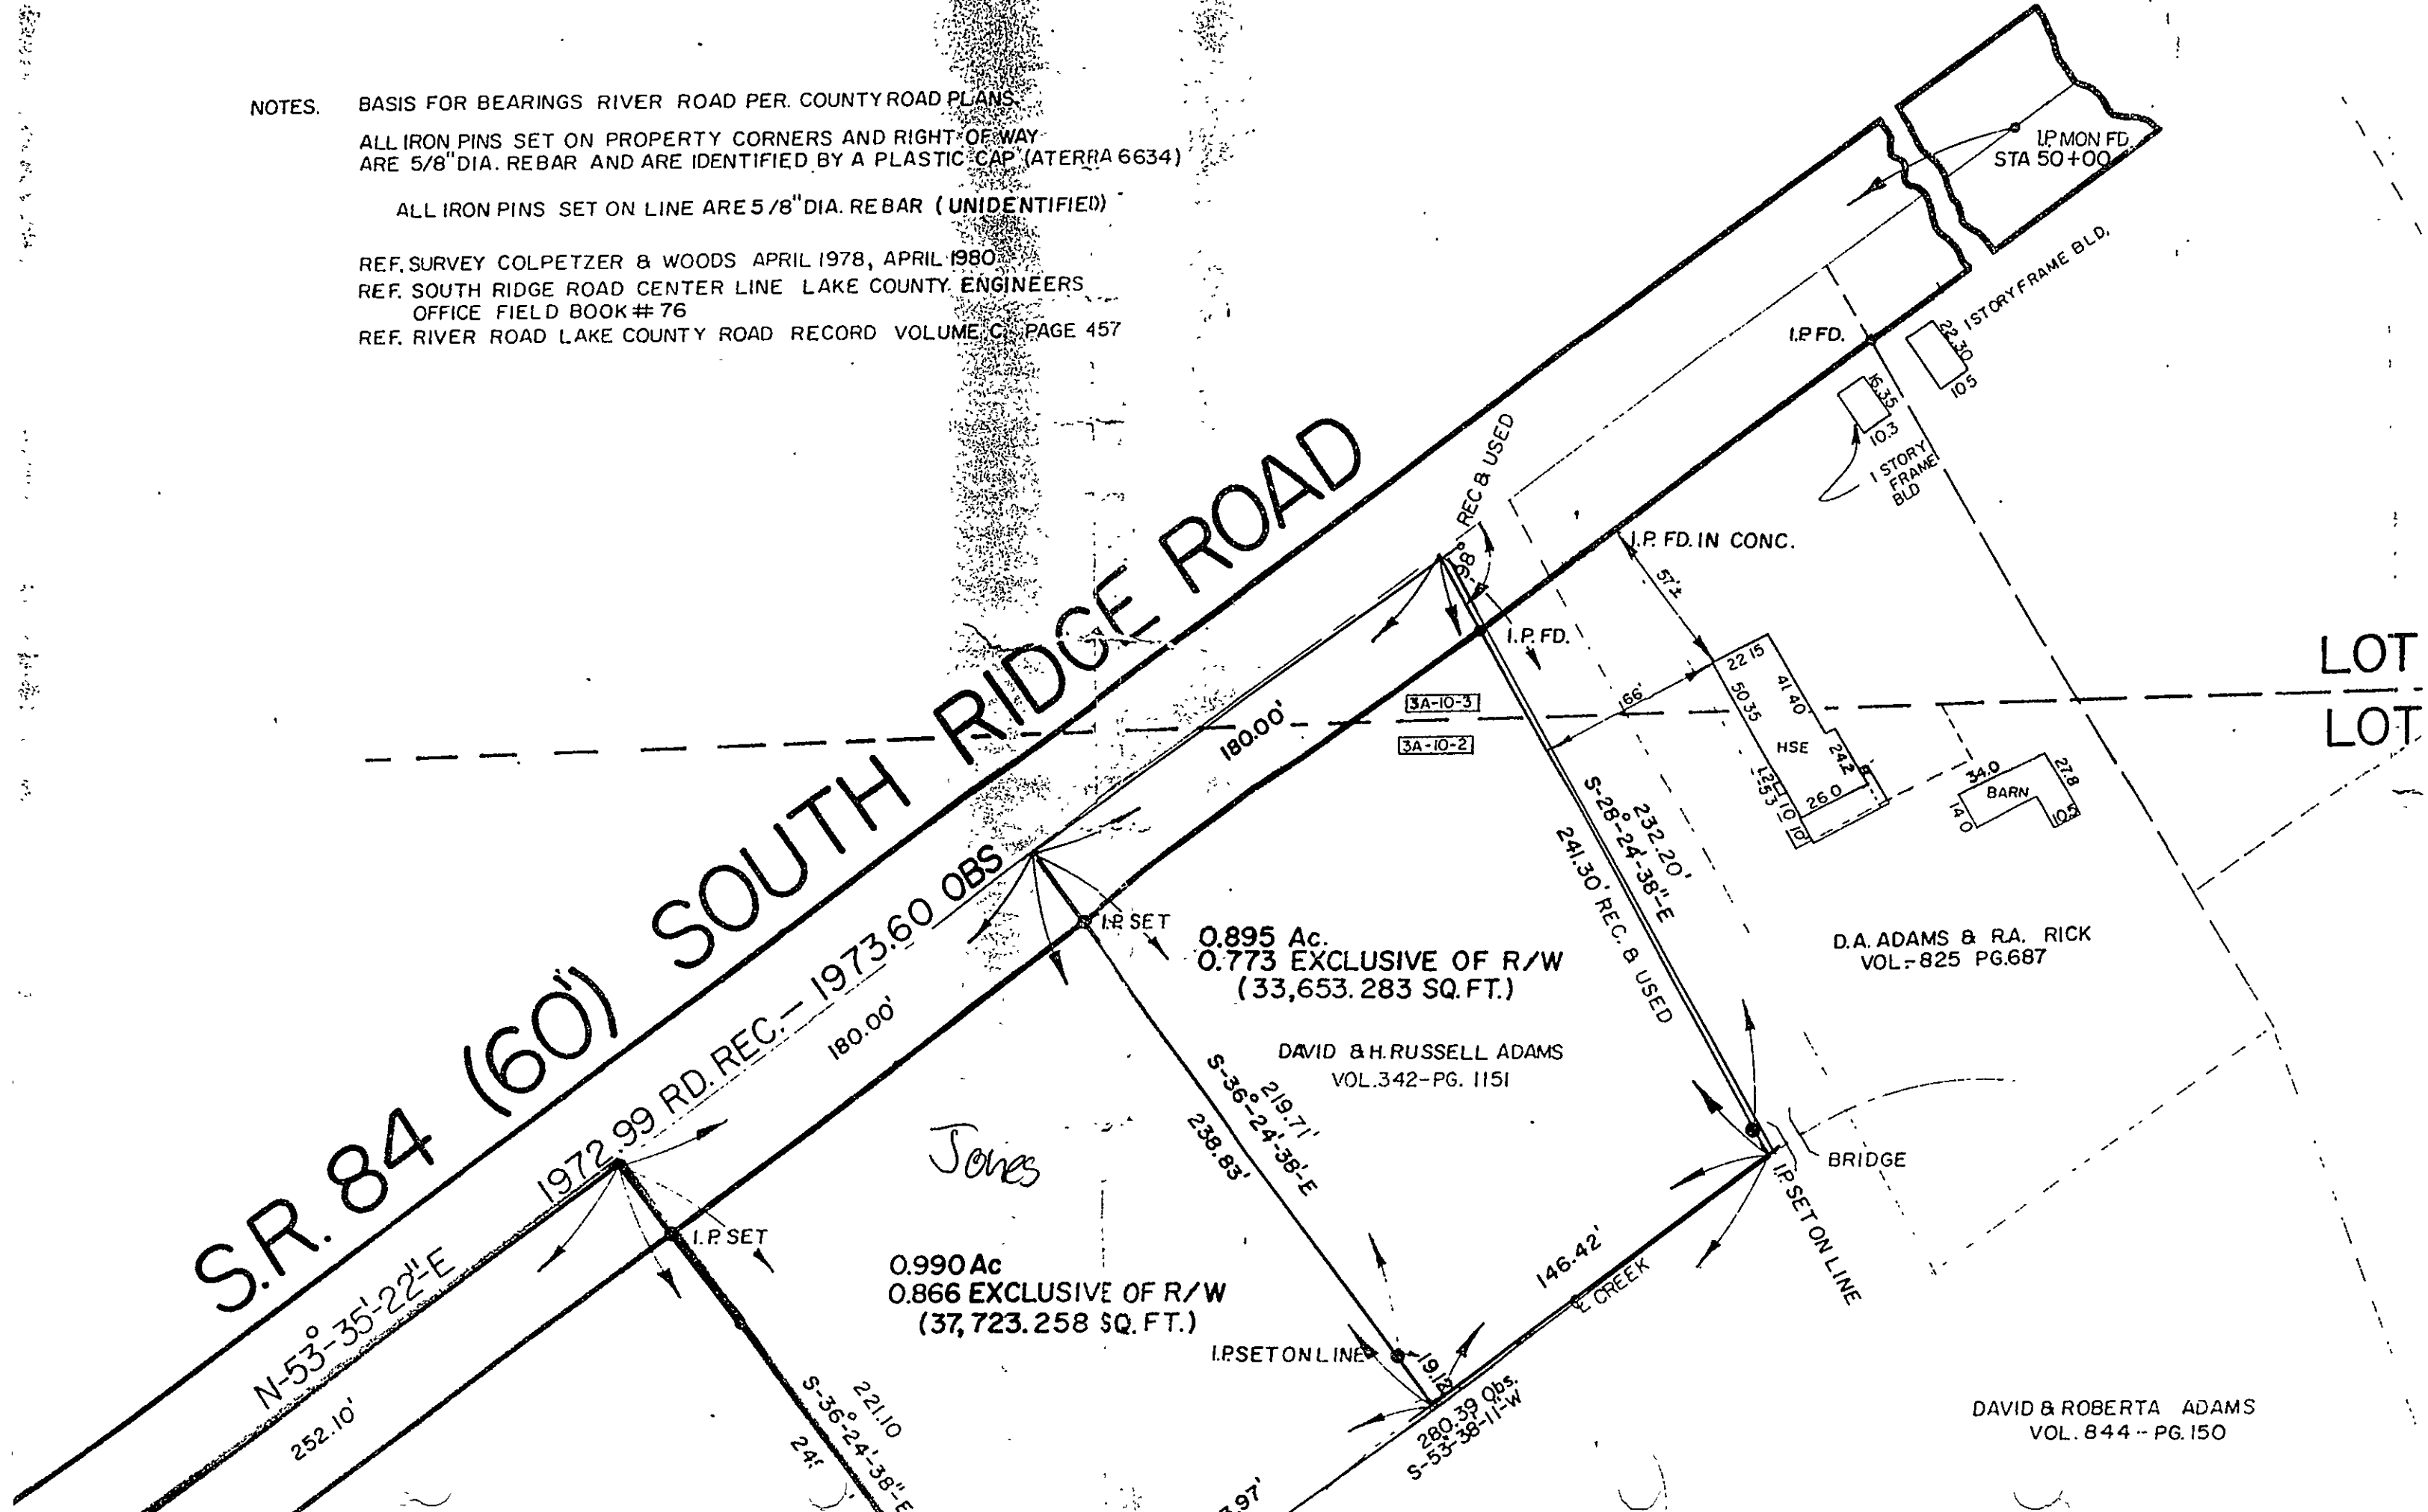 NOTES. BASIS FOR BEARINGS RIVER ROAD PER. COUNTY ROAD PLANS.
ALL IRON PINS SET ON PROPERTY CORNERS AND RIGHT OF WAY
ARE 5/8" DIA. REBAR AND ARE IDENTIFIED BY A PLASTIC CAP (ATERRA 6634)
ALL IRON PINS SET ON LINE ARE 5/8" DIA. REBAR (UNIDENTIFIED)
REF. SURVEY COLPETZER & WOODS APRIL 1978, APRIL 1980
REF. SOUTH RIDGE ROAD CENTER LINE LAKE COUNTY ENGINEERS
OFFICE FIELD BOOK # 76
REF. RIVER ROAD LAKE COUNTY ROAD RECORD VOLUME C. PAGE 457
I.P. MON FD.
STA 50+00
1 STORY FRAME BLD.
22.30
10.5
I.P. FD.
16.35
10.3
1 STORY
FRAME
BLD
REC & USED
I.P. FD. IN CONC.
57'±
I.P. FD.
LOT
LOT
3A-10-3
3A-10-2
66'
22.15
41.40
50.35
HSE
24.2
26.0
34.0
27.8
BARN
14.0
10.5
S.R. 84 (60') SOUTH RIDGE ROAD
180.00'
232.20'
S-28°-24'-38"-E
241.30' REC. & USED
I.P. SET
0.895 Ac.
0.773 EXCLUSIVE OF R/W
(33,653.283 SQ. FT.)
D.A. ADAMS & R.A. RICK
VOL.-825 PG.687
DAVID & H. RUSSELL ADAMS
VOL.342-PG. 1151
1972.99 RD. REC.- 1973.60 OBS
180.00'
219.71'
S-36°-24'-38'-E
238.83'
Jones
BRIDGE
I.P. SET ON LINE
I.P. SET
N-53°-35'-22"-E
252.10'
0.990 Ac
0.866 EXCLUSIVE OF R/W
(37,723.258 SQ. FT.)
146.42'
℄ CREEK
I.P. SET ON LINE
19.12'
280.39 Obs.
S-53-38'-11"-W
221.10
S-36°-24'-38"-E
DAVID & ROBERTA ADAMS
VOL. 844 - PG. 150